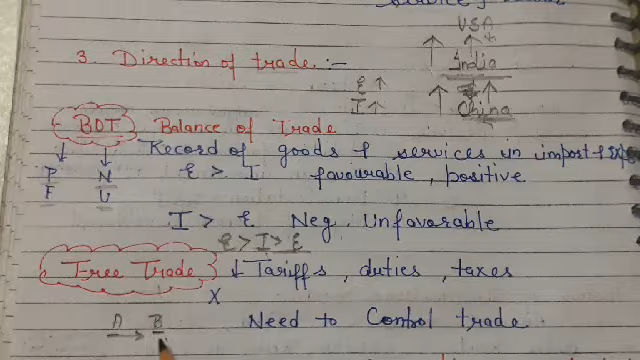 USA
3. Direction of trade :-
India
E ↑
I ↑
China
BOT Balance of Trade
Record of goods & services in import & exp
P N
F U
E > I favourable, positive
I > E Neg. Unfavorable
E > I > E
Free Trade ↓ Tariffs, duties, taxes
X
A → B Need to Control trade